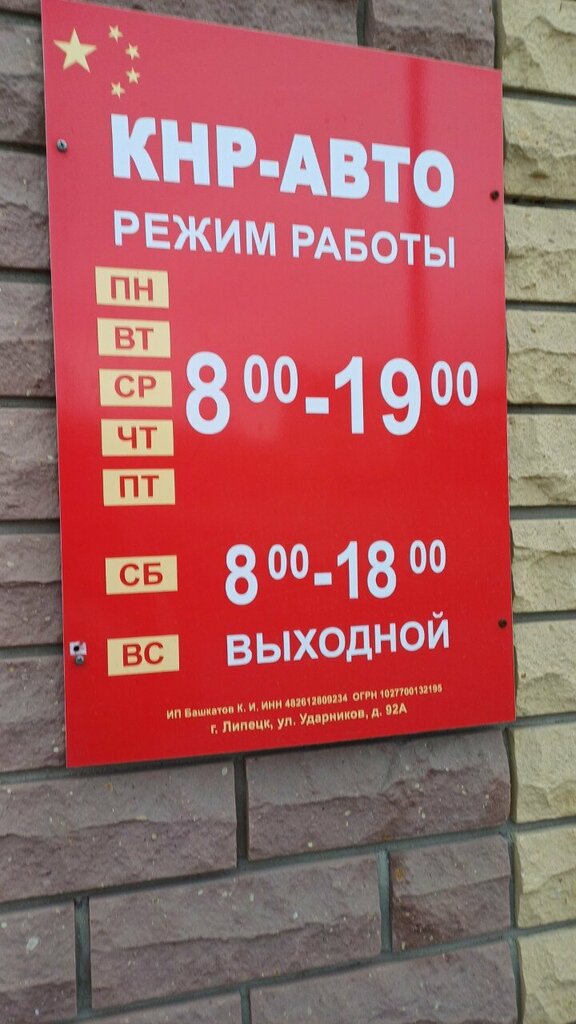 КНР-АВТО
РЕЖИМ РАБОТЫ
ПН
ВТ
СР
ЧТ
ПТ
8 00 - 19 00
СБ
8 00 - 18 00
ВС
ВЫХОДНОЙ
ИП Башкатов К. И. ИНН 482612809234 ОГРН 1027700132195
г. Липецк, ул. Ударников, д. 92А